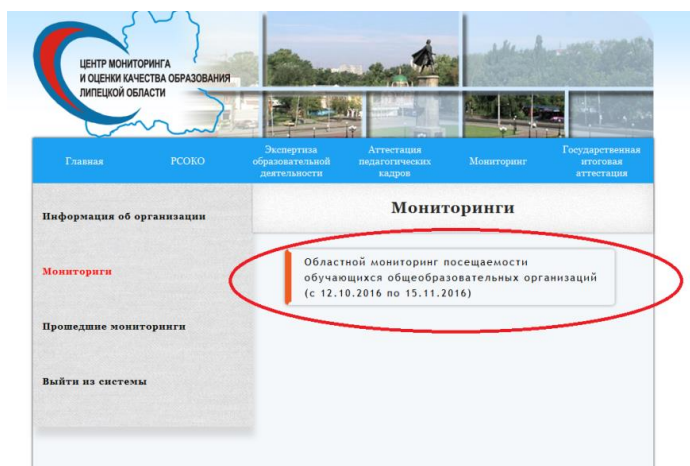 ЦЕНТР МОНИТОРИНГА
И ОЦЕНКИ КАЧЕСТВА ОБРАЗОВАНИЯ
ЛИПЕЦКОЙ ОБЛАСТИ
Главная
РСОКО
Экспертиза
образовательной
деятельности
Аттестация
педагогических
кадров
Мониторинг
Государственная
итоговая
аттестация
Информация об организации
Мониториги
Прошедшие мониторинги
Выйти из системы
Мониторинги
Областной мониторинг посещаемости
обучающихся общеобразовательных организаций
(с 12.10.2016 по 15.11.2016)